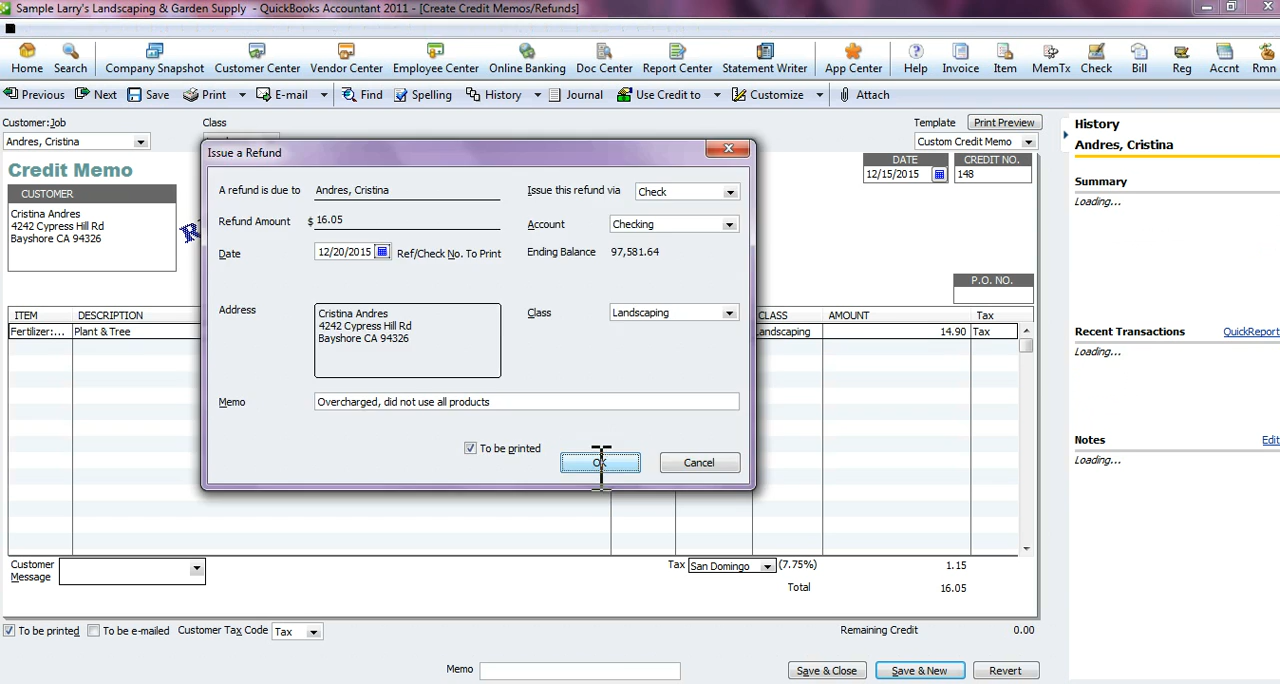 Sample Larry's Landscaping & Garden Supply - QuickBooks Accountant 2011 - [Create Credit Memos/Refunds]
Home Search Company Snapshot Customer Center Vendor Center Employee Center Online Banking Doc Center Report Center Statement Writer App Center Help Invoice Item MemTx Check Bill Reg Accnt Rmn
Previous Next Save Print E-mail Find Spelling History Journal Use Credit to Customize Attach
Customer:Job Class Template Print Preview
Andres, Cristina Custom Credit Memo
Credit Memo DATE CREDIT NO.
12/15/2015 148
CUSTOMER
Cristina Andres
4242 Cypress Hill Rd
Bayshore CA 94326
P.O. NO.
Issue a Refund
A refund is due to Andres, Cristina Issue this refund via Check
Refund Amount $ 16.05 Account Checking
Date 12/20/2015 Ref/Check No. To Print Ending Balance 97,581.64
Address Cristina Andres Class Landscaping
4242 Cypress Hill Rd
Bayshore CA 94326
Memo Overcharged, did not use all products
To be printed
OK Cancel
ITEM DESCRIPTION CLASS AMOUNT Tax
Fertilizer:... Plant & Tree Landscaping 14.90 Tax
Customer Message Tax San Domingo (7.75%) 1.15
Total 16.05
To be printed To be e-mailed Customer Tax Code Tax Remaining Credit 0.00
Memo Save & Close Save & New Revert
History
Andres, Cristina
Summary
Loading...
Recent Transactions QuickReport
Loading...
Notes Edit
Loading...